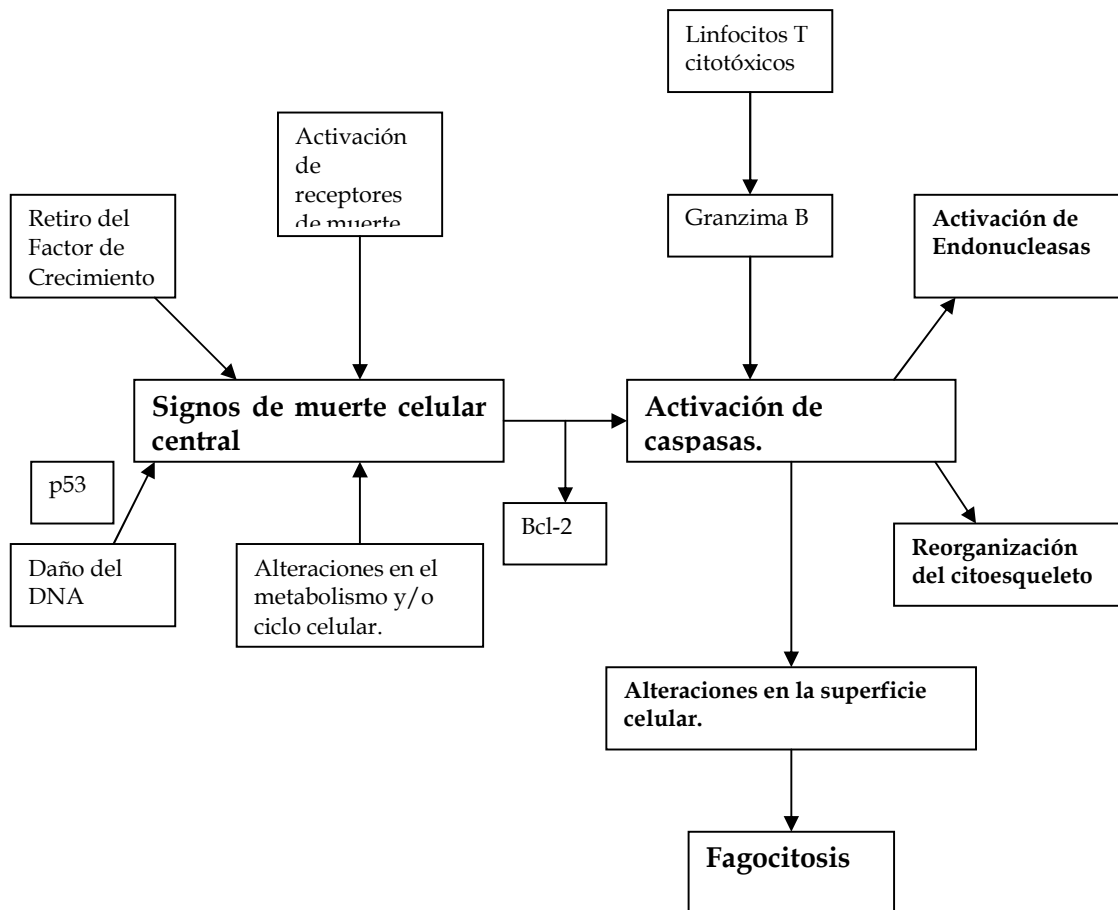 Linfocitos T
citotóxicos
Activación
de
receptores
de muerte
Retiro del
Factor de
Crecimiento
Granzima B
Activación de
Endonucleasas
Signos de muerte celular
central
Activación de
caspasas.
p53
Bcl-2
Daño del
DNA
Alteraciones en el
metabolismo y/o
ciclo celular.
Reorganización
del citoesqueleto
Alteraciones en la superficie
celular.
Fagocitosis